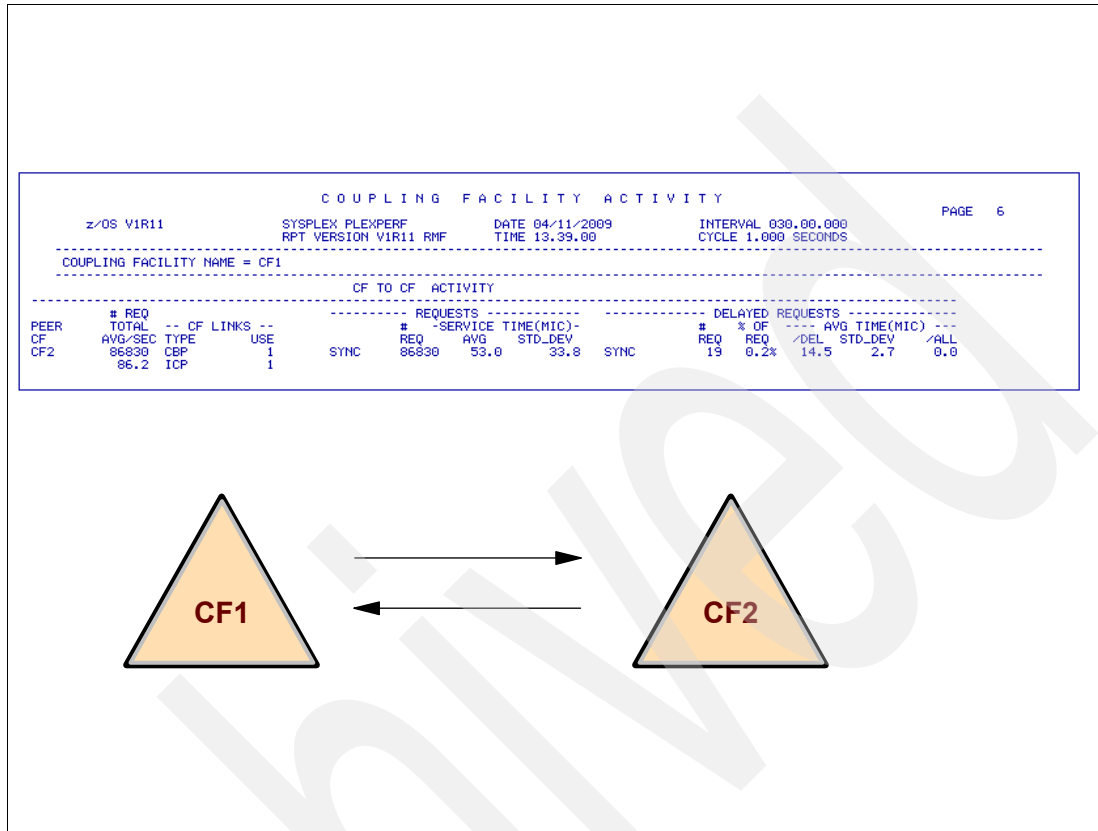 COUPLING FACILITY ACTIVITY
PAGE 6
z/OS V1R11 SYSPLEX PLEXPERF DATE 04/11/2009 INTERVAL 030.00.000
RPT VERSION V1R11 RMF TIME 13.39.00 CYCLE 1.000 SECONDS
------------------------------------------------------------
COUPLING FACILITY NAME = CF1
------------------------------------------------------------
CF TO CF ACTIVITY
------------------------------------------------------------
# REQ ---------- REQUESTS ----------- ------------- DELAYED REQUESTS -------------
PEER TOTAL -- CF LINKS -- # -SERVICE TIME(MIC)- # % OF ---- AVG TIME(MIC) ---
CF AVG/SEC TYPE USE REQ AVG STD_DEV REQ REQ /DEL STD_DEV /ALL
CF2 86830 CBP 1 SYNC 86830 53.0 33.8 SYNC 19 0.2% 14.5 2.7 0.0
86.2 ICP 1
CF1 CF2
hived